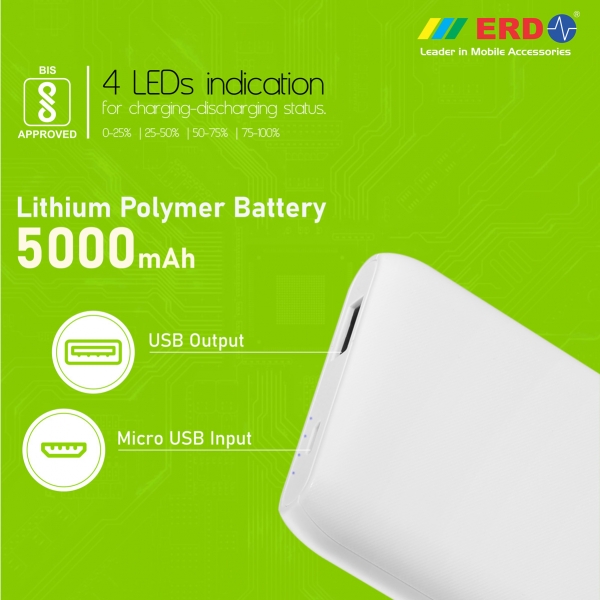 ERD®
Leader in Mobile Accessories
BIS
APPROVED
4 LEDs indication
for charging-discharging status.
0-25% | 25-50% | 50-75% | 75-100%
Lithium Polymer Battery
5000mAh
USB Output
Micro USB Input